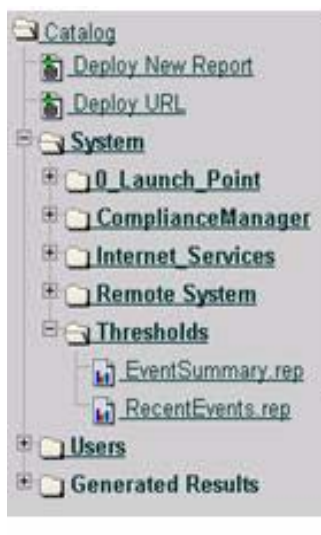 Catalog
Deploy New Report
Deploy URL
System
0_Launch_Point
ComplianceManager
Internet_Services
Remote System
Thresholds
EventSummary.rep
RecentEvents.rep
Users
Generated Results